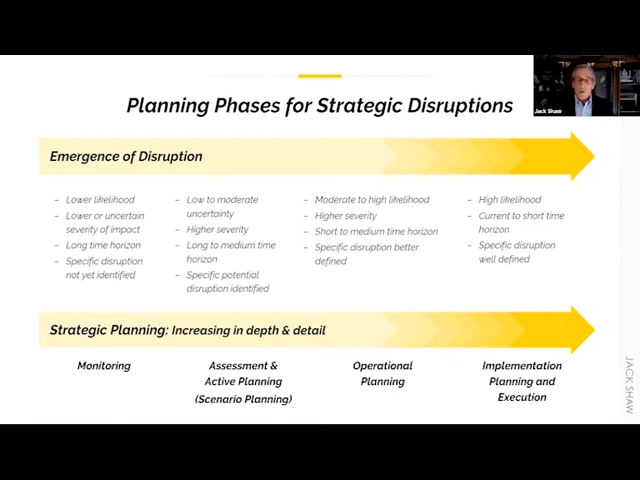 Jack Shaw
Planning Phases for Strategic Disruptions
Emergence of Disruption
– Lower likelihood
– Lower or uncertain
severity of impact
– Long time horizon
– Specific disruption
not yet identified
– Low to moderate
uncertainty
– Higher severity
– Long to medium time
horizon
– Specific potential
disruption identified
– Moderate to high likelihood
– Higher severity
– Short to medium time horizon
– Specific disruption better
defined
– High likelihood
– Current to short time
horizon
– Specific disruption
well defined
Strategic Planning: Increasing in depth & detail
Monitoring
Assessment &
Active Planning
(Scenario Planning)
Operational
Planning
Implementation
Planning and
Execution
JACK SHAW